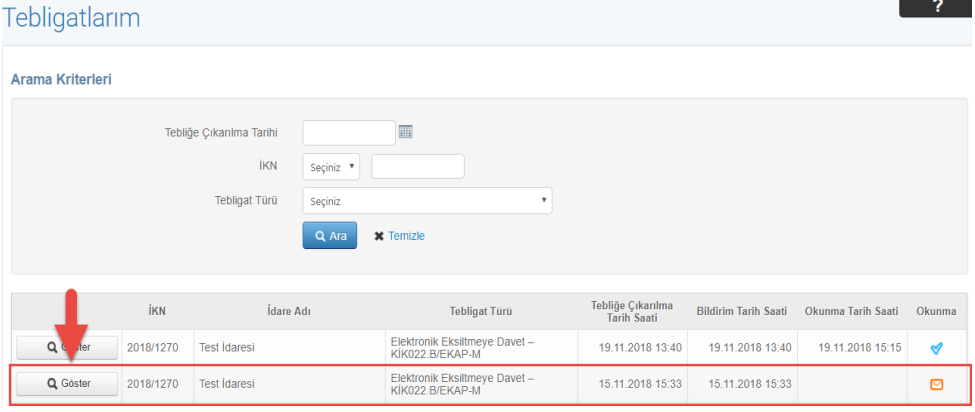 Tebligatlarım
?
Arama Kriterleri
Tebliğe Çıkarılma Tarihi
İKN
Seçiniz
Tebligat Türü
Seçiniz
Ara
Temizle
İKN
İdare Adı
Tebligat Türü
Tebliğe Çıkarılma
Tarih Saati
Bildirim Tarih Saati
Okunma Tarih Saati
Okunma
2018/1270
Test İdaresi
Elektronik Eksiltmeye Davet –
KİK022.B/EKAP-M
19.11.2018 13:40
19.11.2018 13:40
19.11.2018 15:15
Göster
2018/1270
Test İdaresi
Elektronik Eksiltmeye Davet –
KİK022.B/EKAP-M
15.11.2018 15:33
15.11.2018 15:33